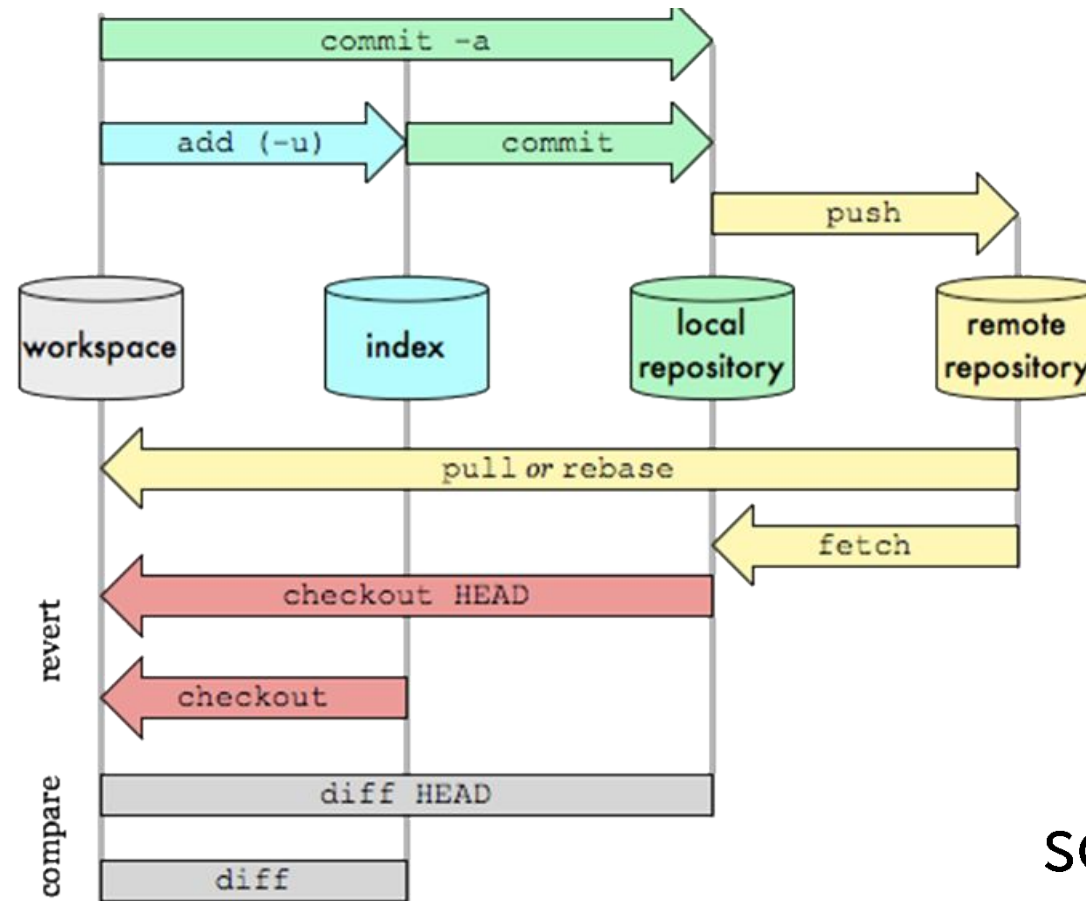 commit -a
add (-u)
commit
push
workspace
index
local
repository
remote
repository
pull or rebase
fetch
checkout HEAD
revert
checkout
diff HEAD
compare
diff